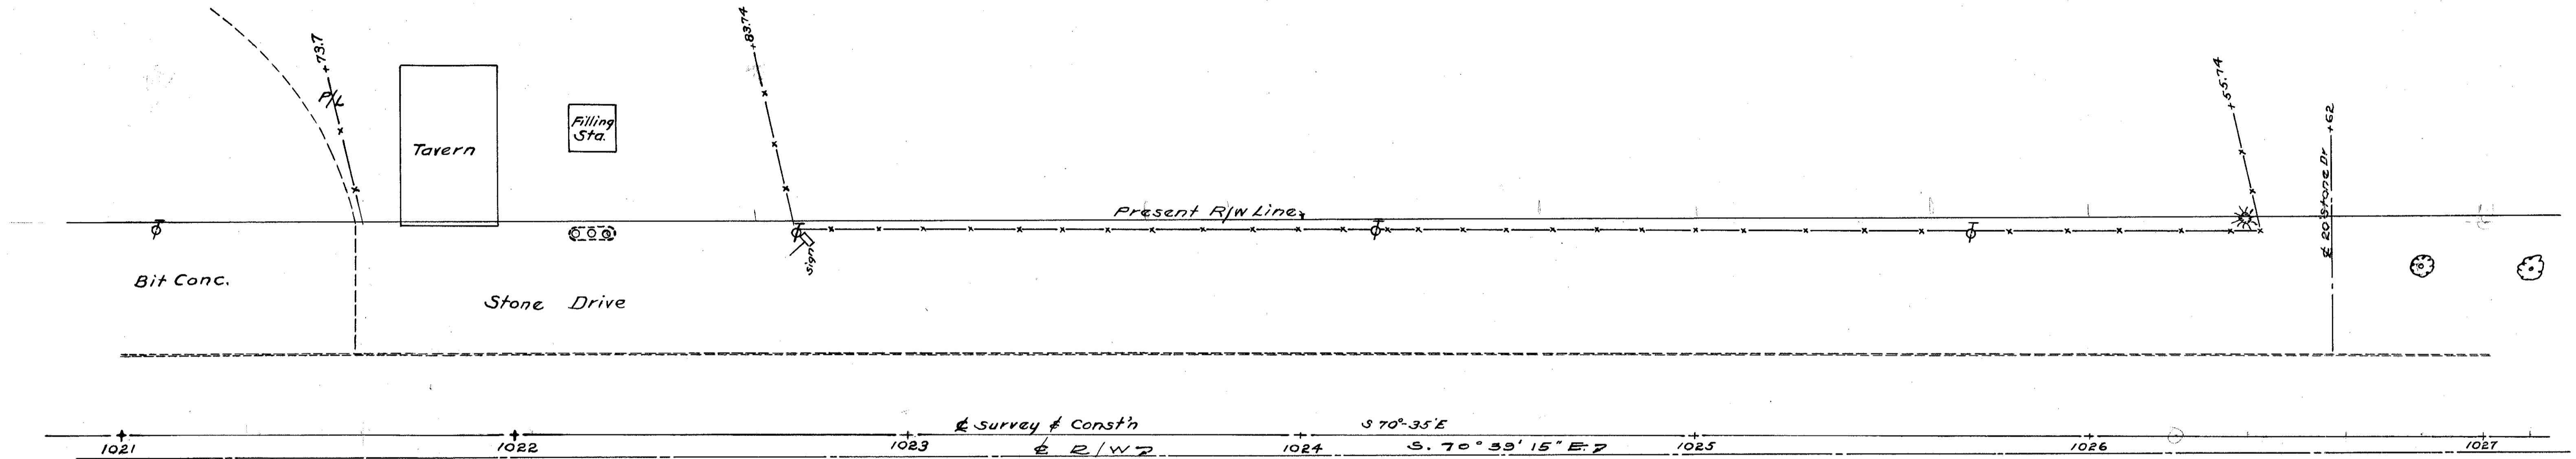 +73.7
P/L
+83.74
+55.74
Filling
Sta.
Tavern
℄ 20' Stone Dr +62
Present R/W Line
Sign
Bit Conc.
Stone Drive
℄ Survey & Const'n
S 70°-35'E
1021
1022
1023
1024
1025
1026
1027
℄ R/W
S. 70° 39' 15" E.